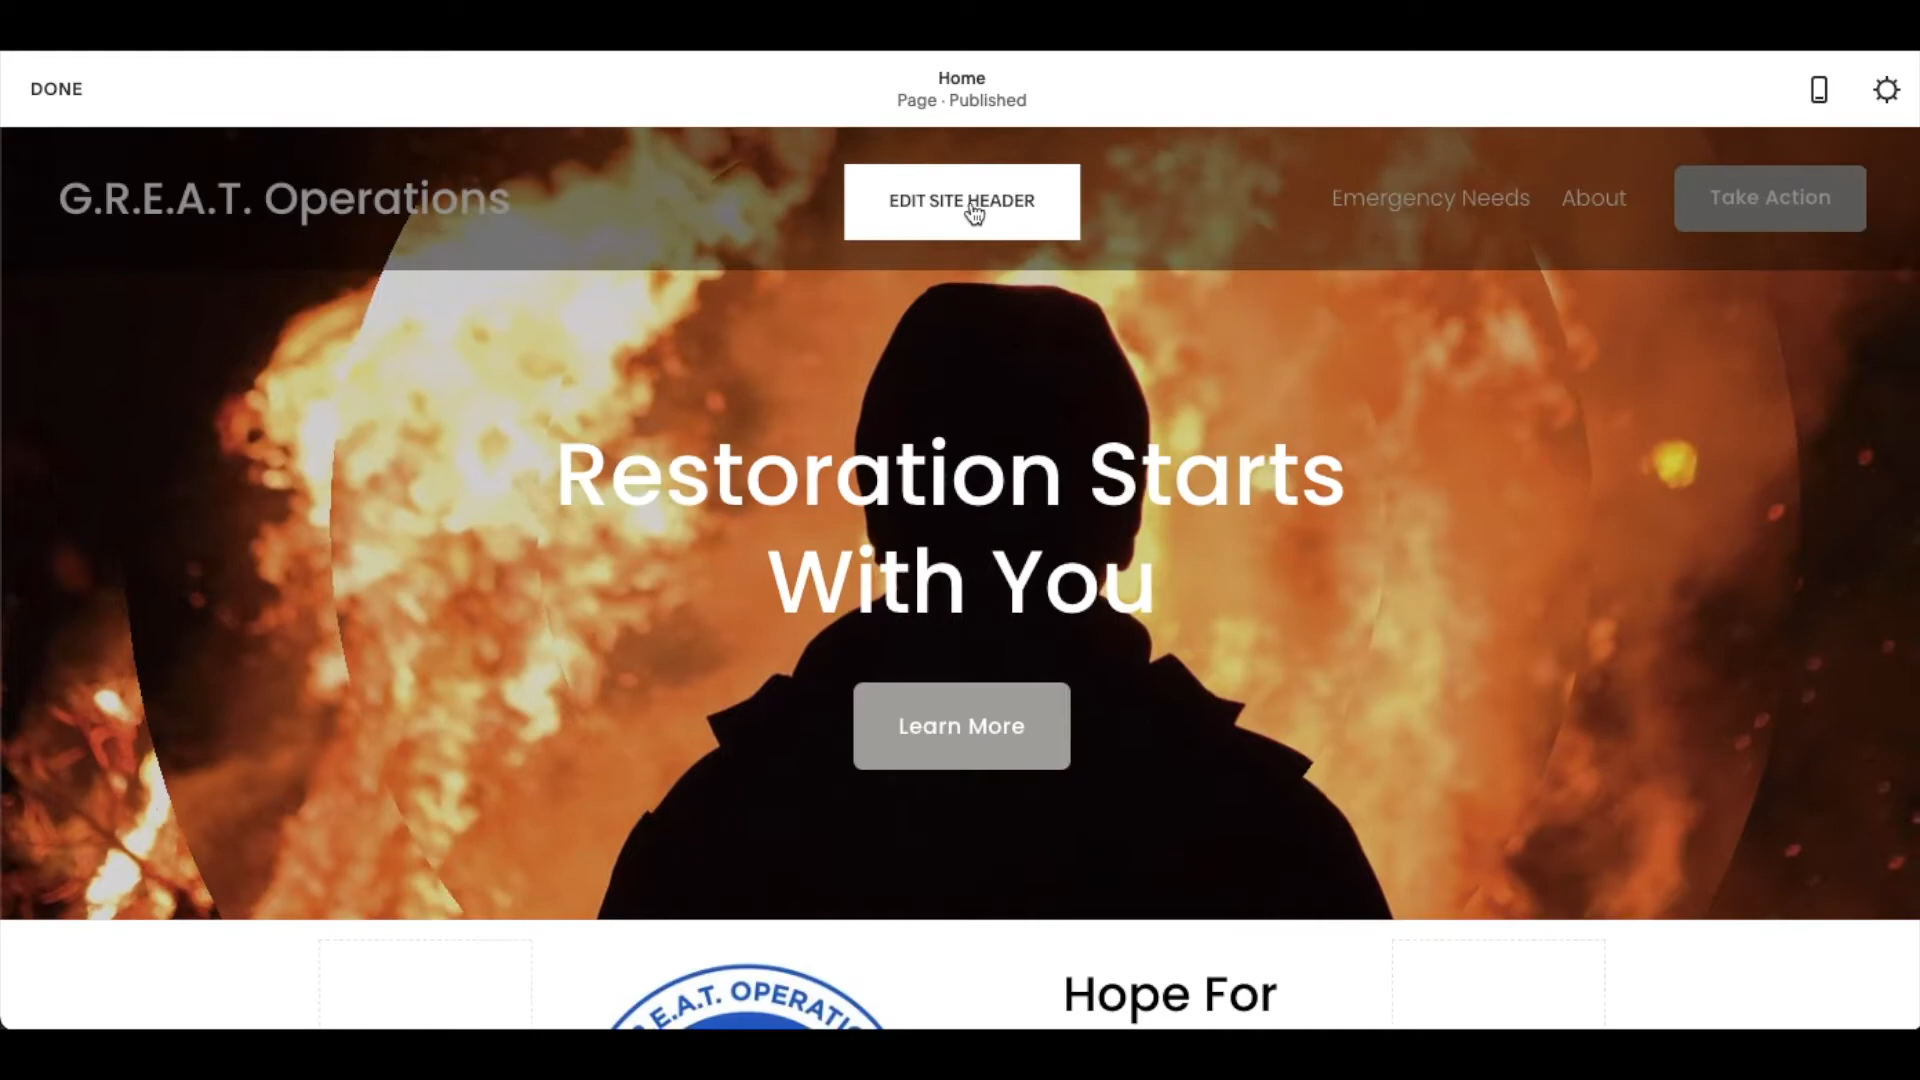 DONE
Home
Page · Published
G.R.E.A.T. Operations
EDIT SITE HEADER
Emergency Needs
About
Take Action
Restoration Starts
With You
Learn More
Hope For